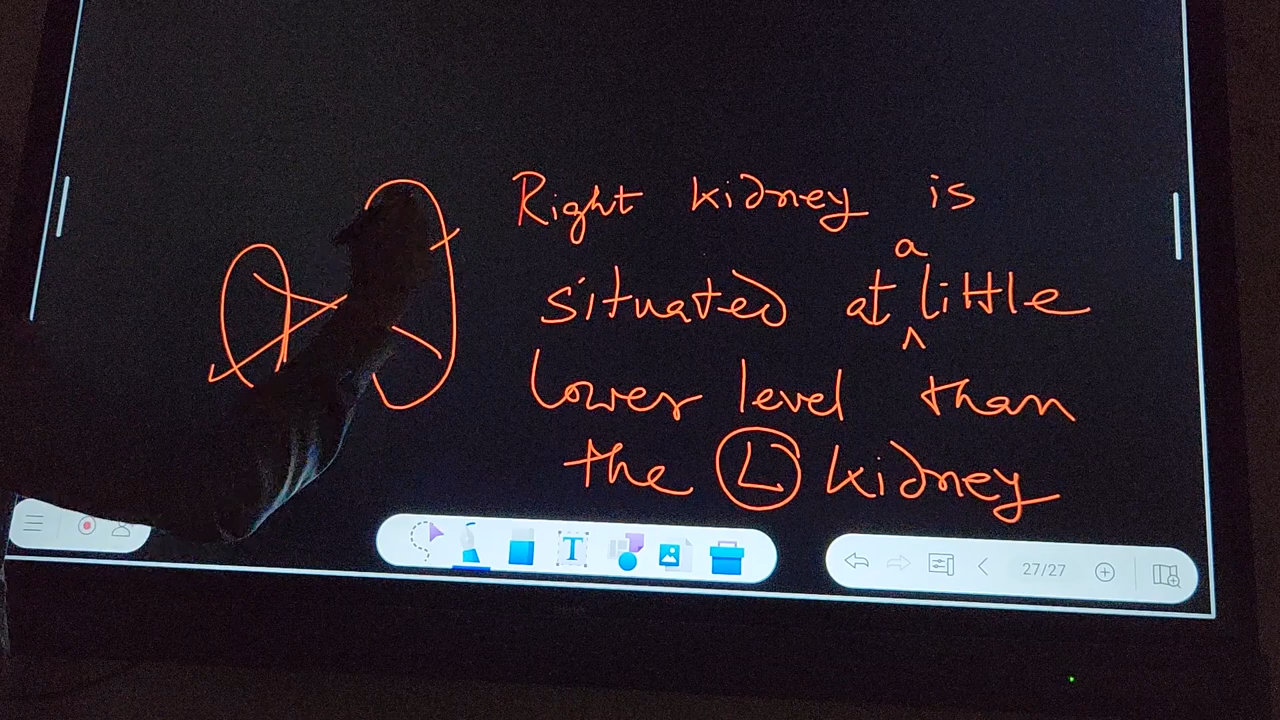 Right kidney is
situated at a little
lower level than
the L kidney
T
27/27